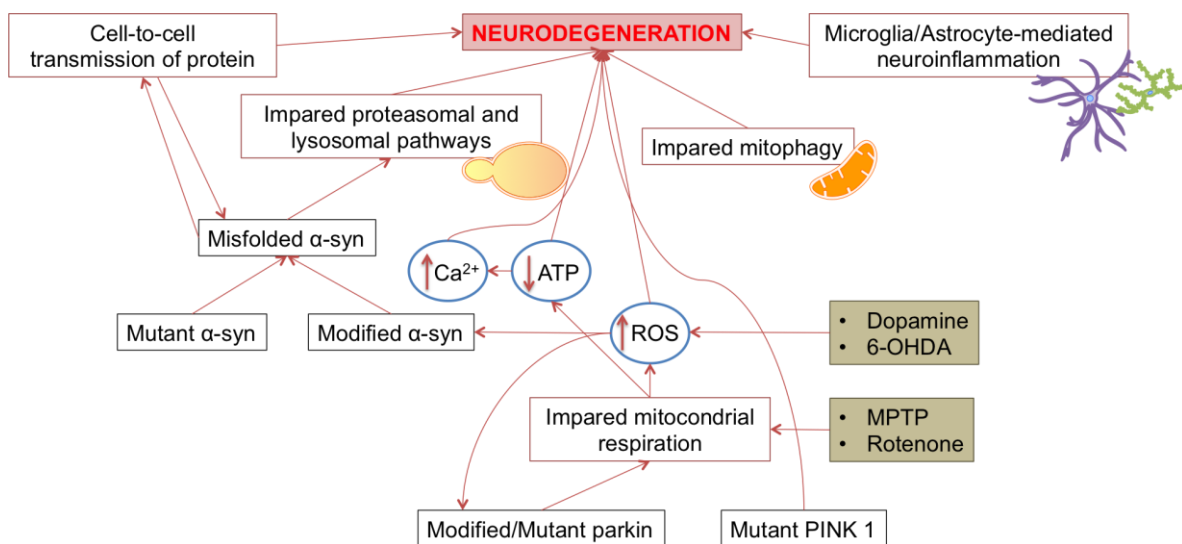 Cell-to-cell
transmission of protein
NEURODEGENERATION
Microglia/Astrocyte-mediated
neuroinflammation
Impared proteasomal and
lysosomal pathways
Impared mitophagy
Misfolded α-syn
Ca²⁺
ATP
Mutant α-syn
Modified α-syn
ROS
• Dopamine
• 6-OHDA
Impared mitocondrial
respiration
• MPTP
• Rotenone
Modified/Mutant parkin
Mutant PINK 1